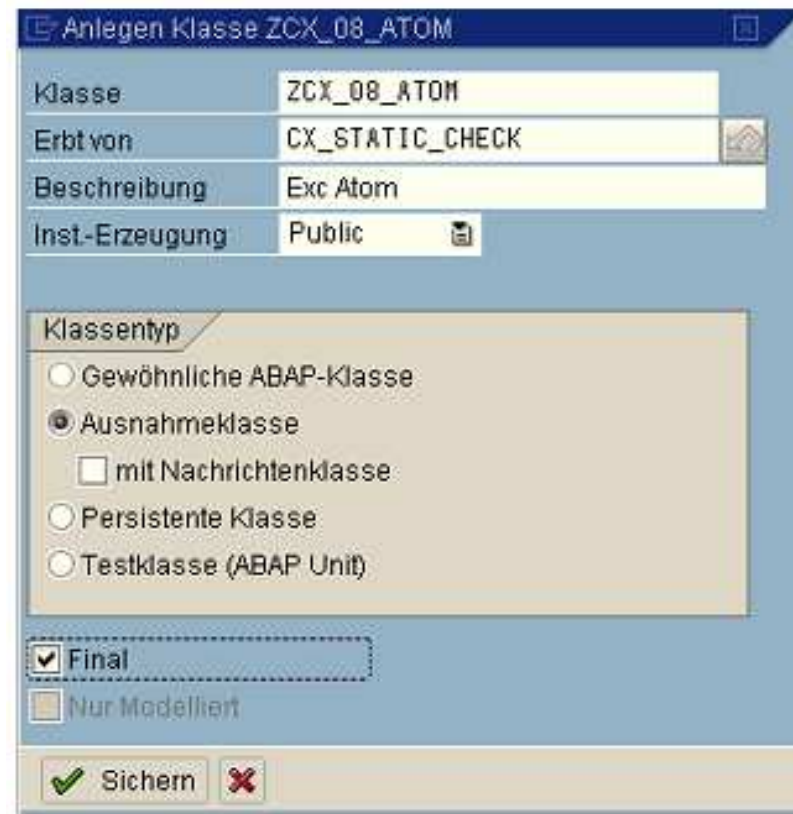 Anlegen Klasse ZCX_08_ATOM
Klasse ZCX_08_ATOM
Erbt von CX_STATIC_CHECK
Beschreibung Exc Atom
Inst.-Erzeugung Public
Klassentyp
Gewöhnliche ABAP-Klasse
Ausnahmeklasse
mit Nachrichtenklasse
Persistente Klasse
Testklasse (ABAP Unit)
Final
Nur Modelliert
Sichern